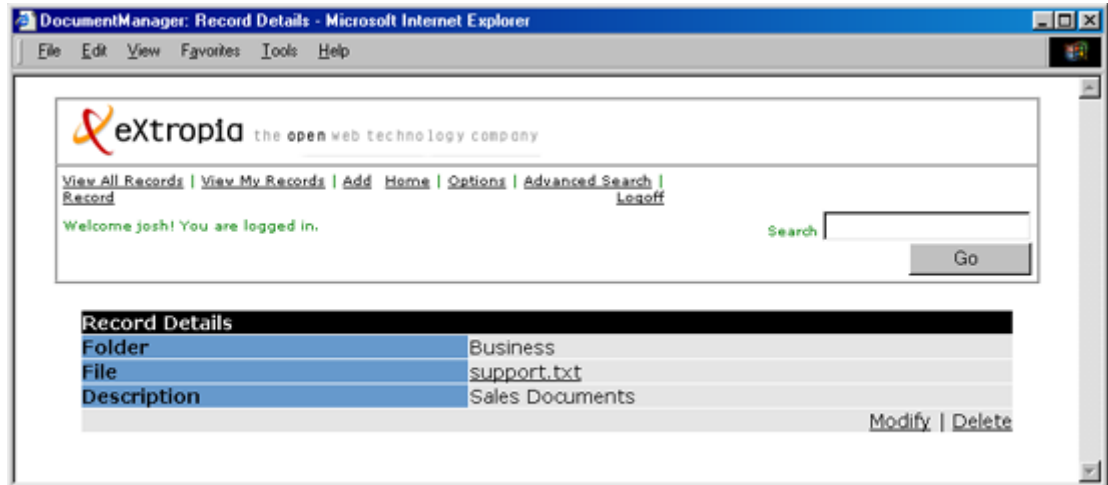 DocumentManager: Record Details - Microsoft Internet Explorer
File Edit View Favorites Tools Help
eXtropia the open web technology company
View All Records | View My Records | Add Home | Options | Advanced Search |
Record Logoff
Welcome josh! You are logged in.
Search
Go
Record Details
Folder Business
File support.txt
Description Sales Documents
Modify | Delete